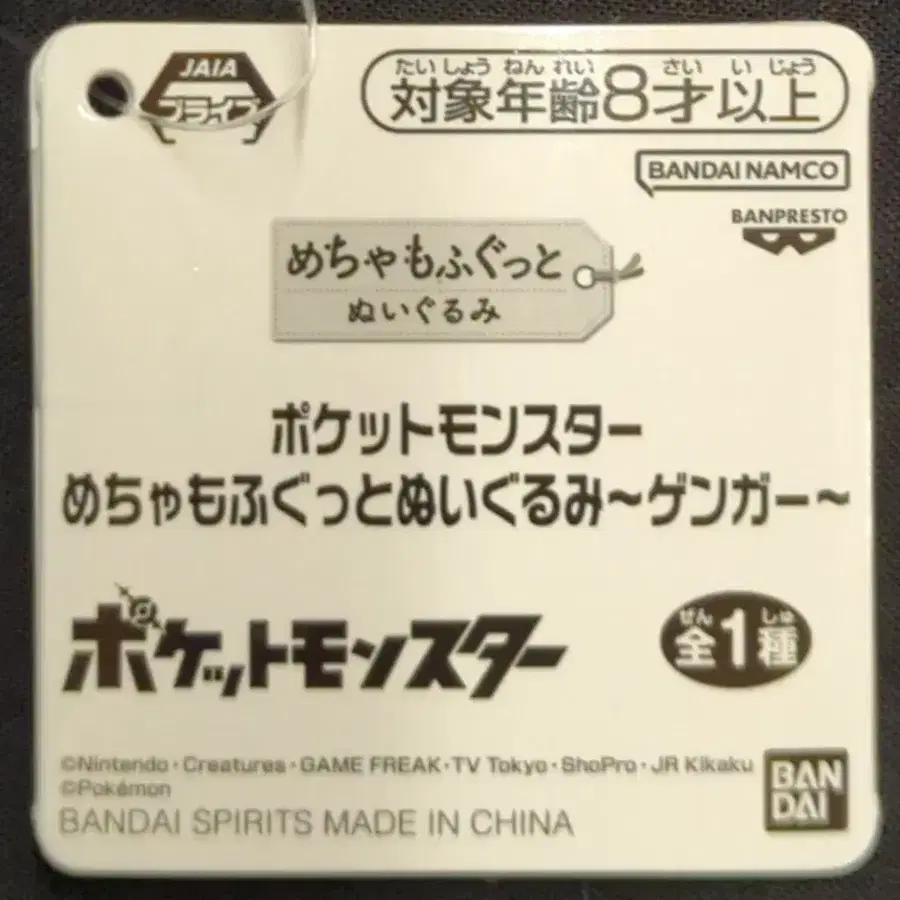 JAIA
プライズ
たいしょうねんれい さいいじょう
対象年齢8才以上
BANDAI NAMCO
BANPRESTO
めちゃもふぐっと
ぬいぐるみ
ポケットモンスター
めちゃもふぐっとぬいぐるみ~ゲンガー~
ポケットモンスター
ぜん しゅ
全1種
©Nintendo・Creatures・GAME FREAK・TV Tokyo・ShoPro・JR Kikaku
©Pokémon
BANDAI SPIRITS MADE IN CHINA
BAN
DAI